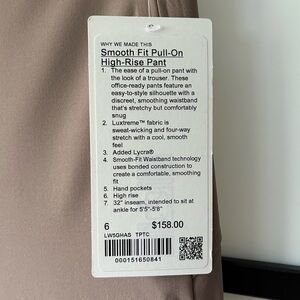 WHY WE MADE THIS
Smooth Fit Pull-On
High-Rise Pant
1. The ease of a pull-on pant with
the look of a trouser. These
office-ready pants feature an
easy-to-style silhouette with a
discreet, smoothing waistband
that's stretchy but comfortably
snug
2. Luxtreme™ fabric is
sweat-wicking and four-way
stretch with a cool, smooth
feel
3. Added Lycra®
4. Smooth-Fit Waistband technology
uses bonded construction to
create a comfortable, smoothing
fit
5. Hand pockets
6. High rise
7. 32" inseam, intended to sit at
ankle for 5'5"-5'8"
6 $158.00
LW5GHAS TPTC
000151650841